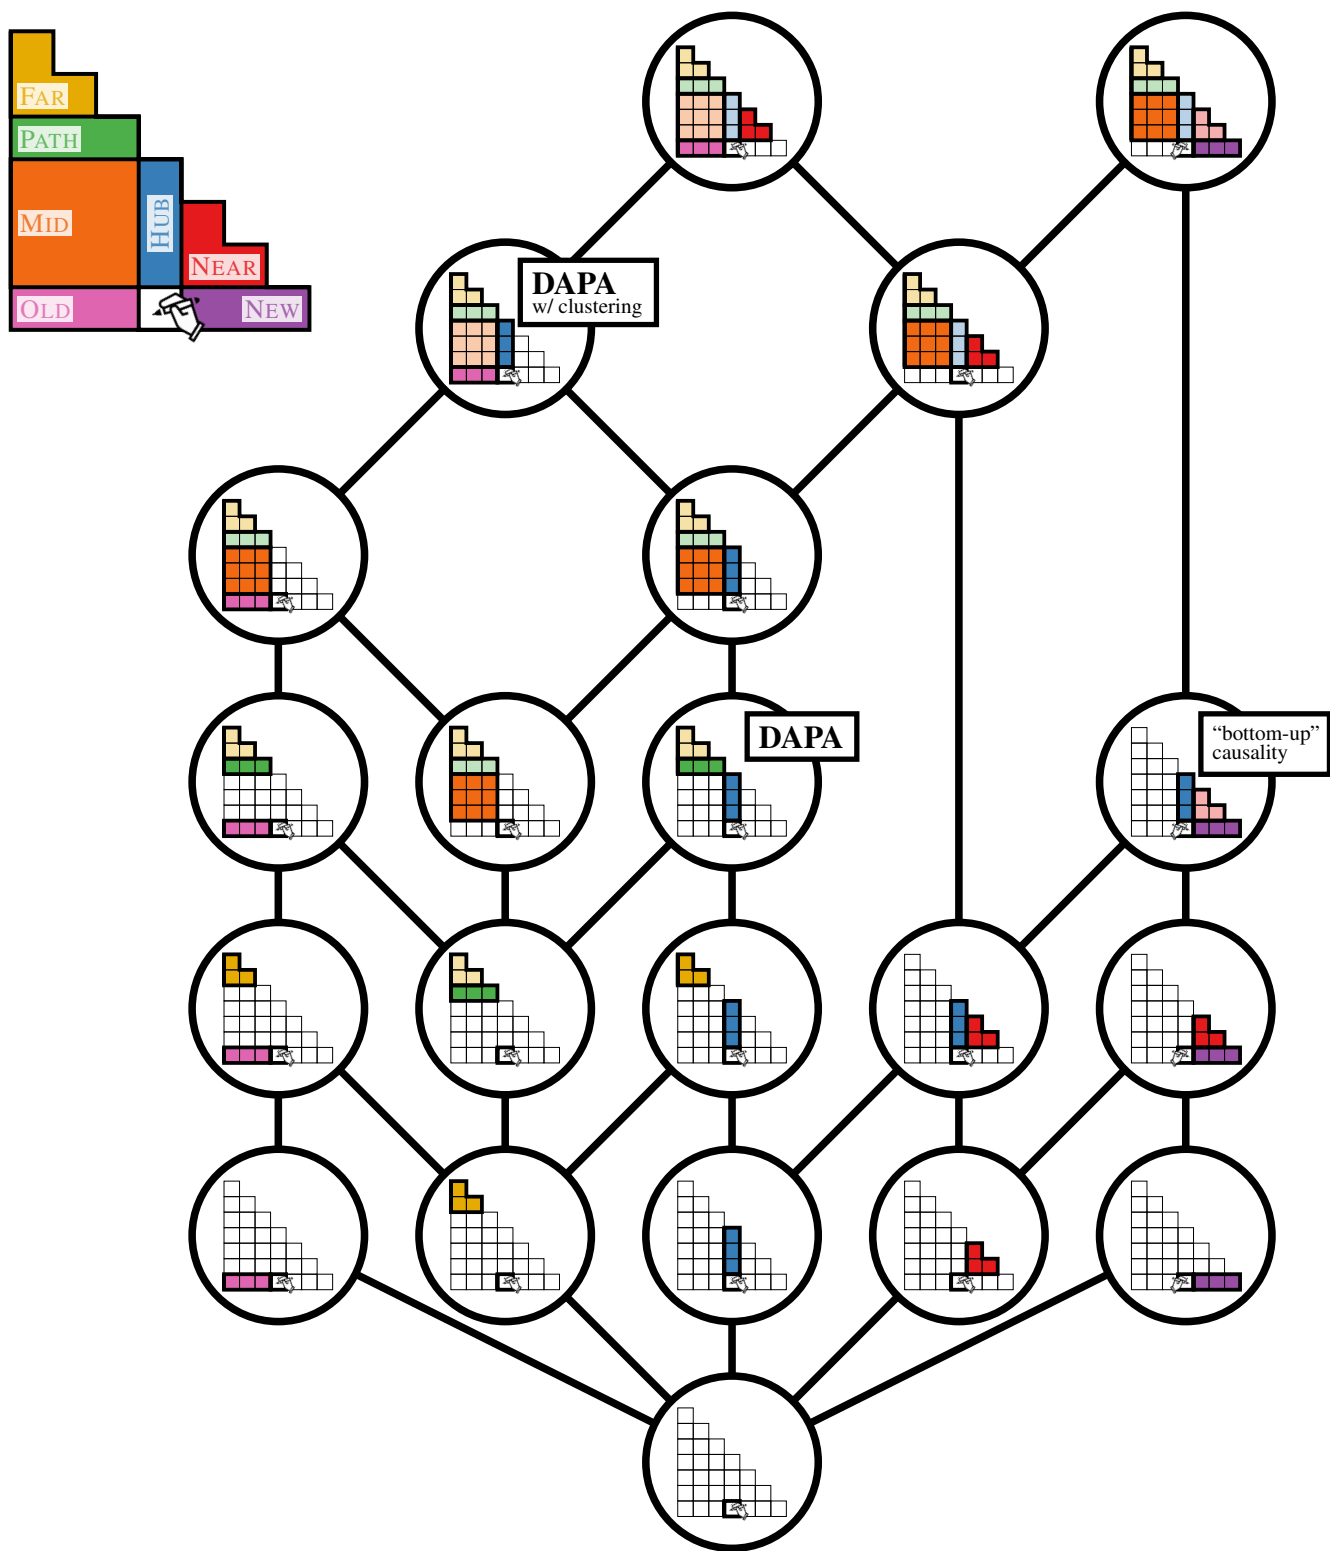 FAR
PATH
MID
HUB
NEAR
OLD
NEW
DAPA
w/ clustering
DAPA
“bottom-up”
causality